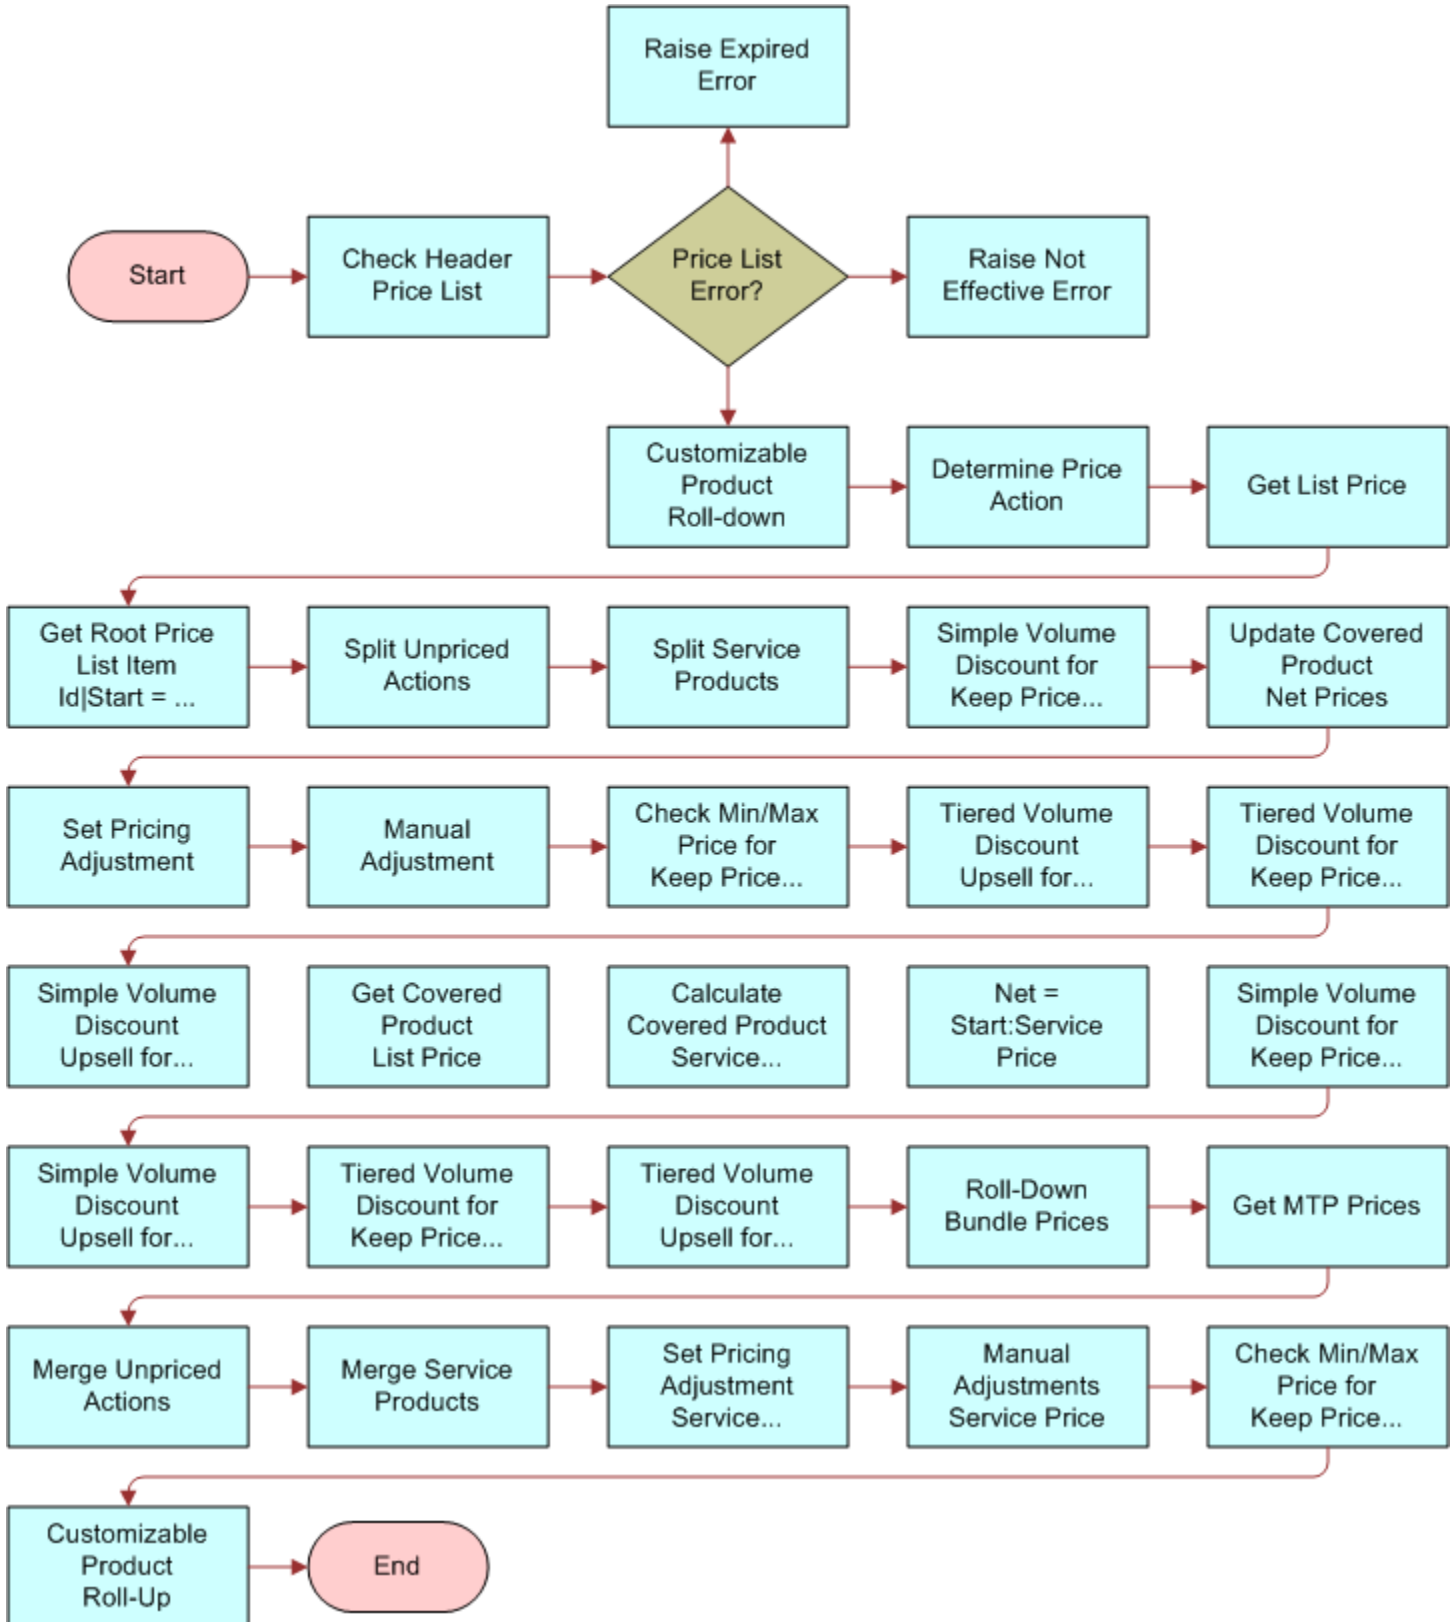 Raise Expired
Error
Start
Check Header
Price List
Price List
Error?
Raise Not
Effective Error
Customizable
Product
Roll-down
Determine Price
Action
Get List Price
Get Root Price
List Item
Id|Start = ...
Split Unpriced
Actions
Split Service
Products
Simple Volume
Discount for
Keep Price...
Update Covered
Product
Net Prices
Set Pricing
Adjustment
Manual
Adjustment
Check Min/Max
Price for
Keep Price...
Tiered Volume
Discount
Upsell for...
Tiered Volume
Discount for
Keep Price...
Simple Volume
Discount
Upsell for...
Get Covered
Product
List Price
Calculate
Covered Product
Service...
Net =
Start:Service
Price
Simple Volume
Discount for
Keep Price...
Simple Volume
Discount
Upsell for...
Tiered Volume
Discount for
Keep Price...
Tiered Volume
Discount
Upsell for...
Roll-Down
Bundle Prices
Get MTP Prices
Merge Unpriced
Actions
Merge Service
Products
Set Pricing
Adjustment
Service...
Manual
Adjustments
Service Price
Check Min/Max
Price for
Keep Price...
Customizable
Product
Roll-Up
End